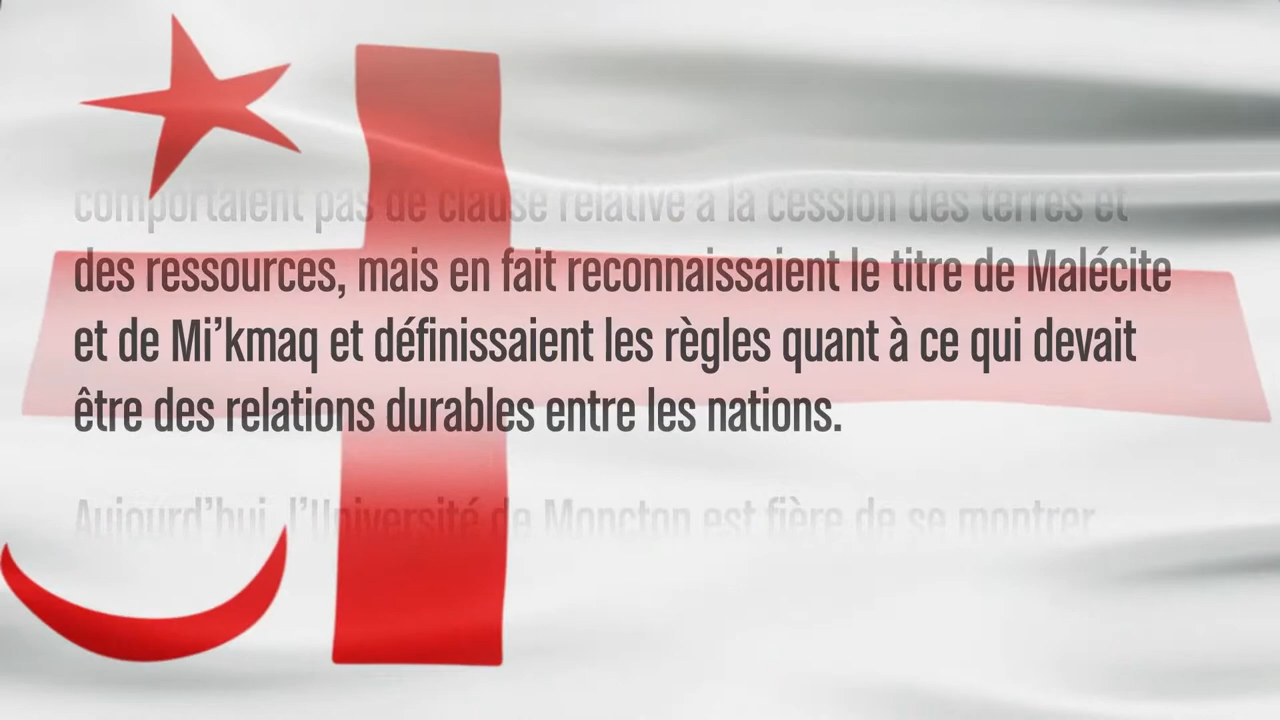 comportaient pas de clause relative à la cession des terres et
des ressources, mais en fait reconnaissaient le titre de Malécite
et de Mi’kmaq et définissaient les règles quant à ce qui devait
être des relations durables entre les nations.
Aujourd’hui, l’Université de Moncton est fière de se montrer